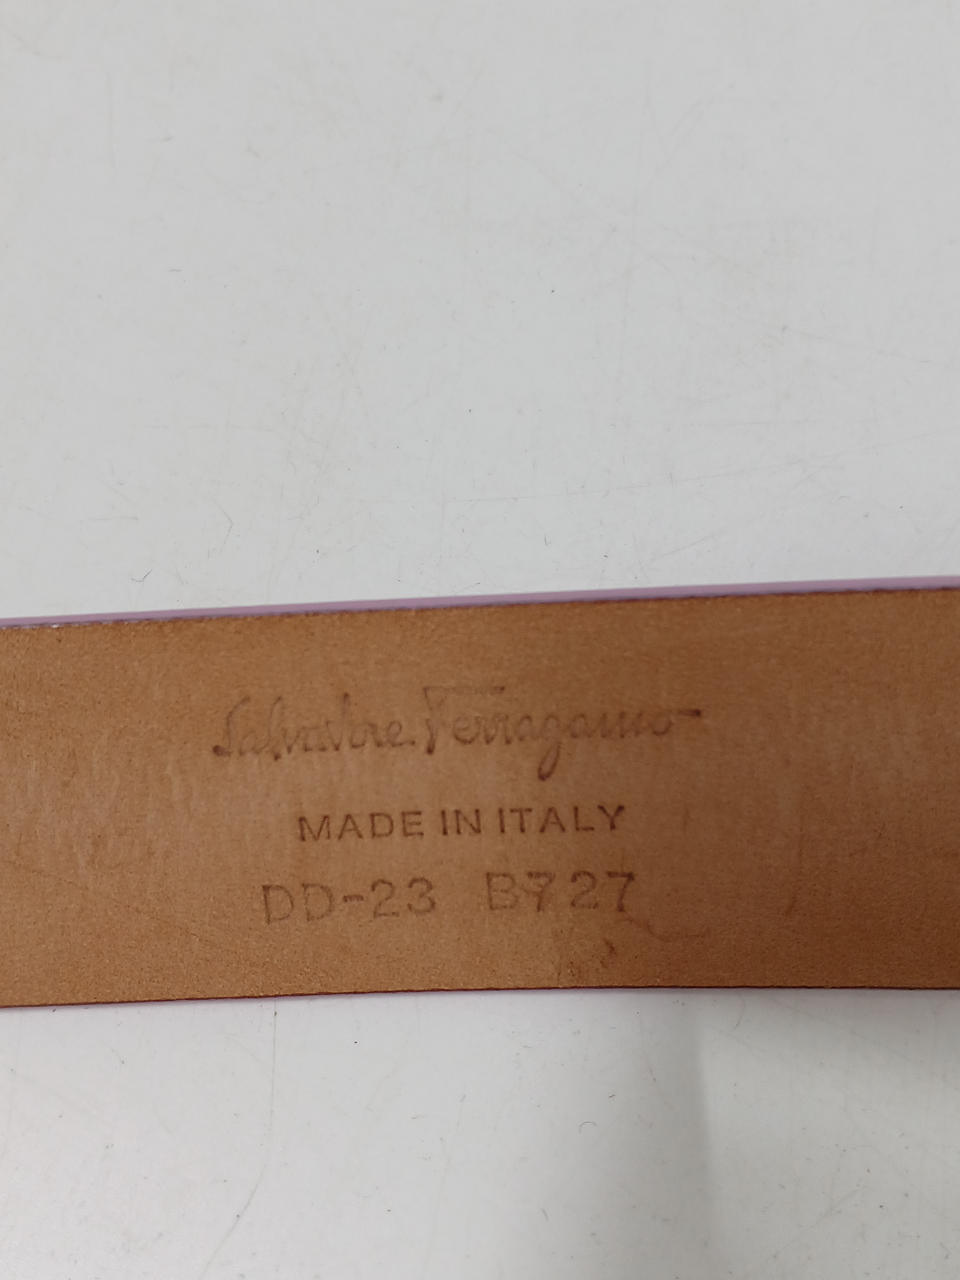 Salvatore Ferragamo
MADE IN ITALY
DD-23 B727